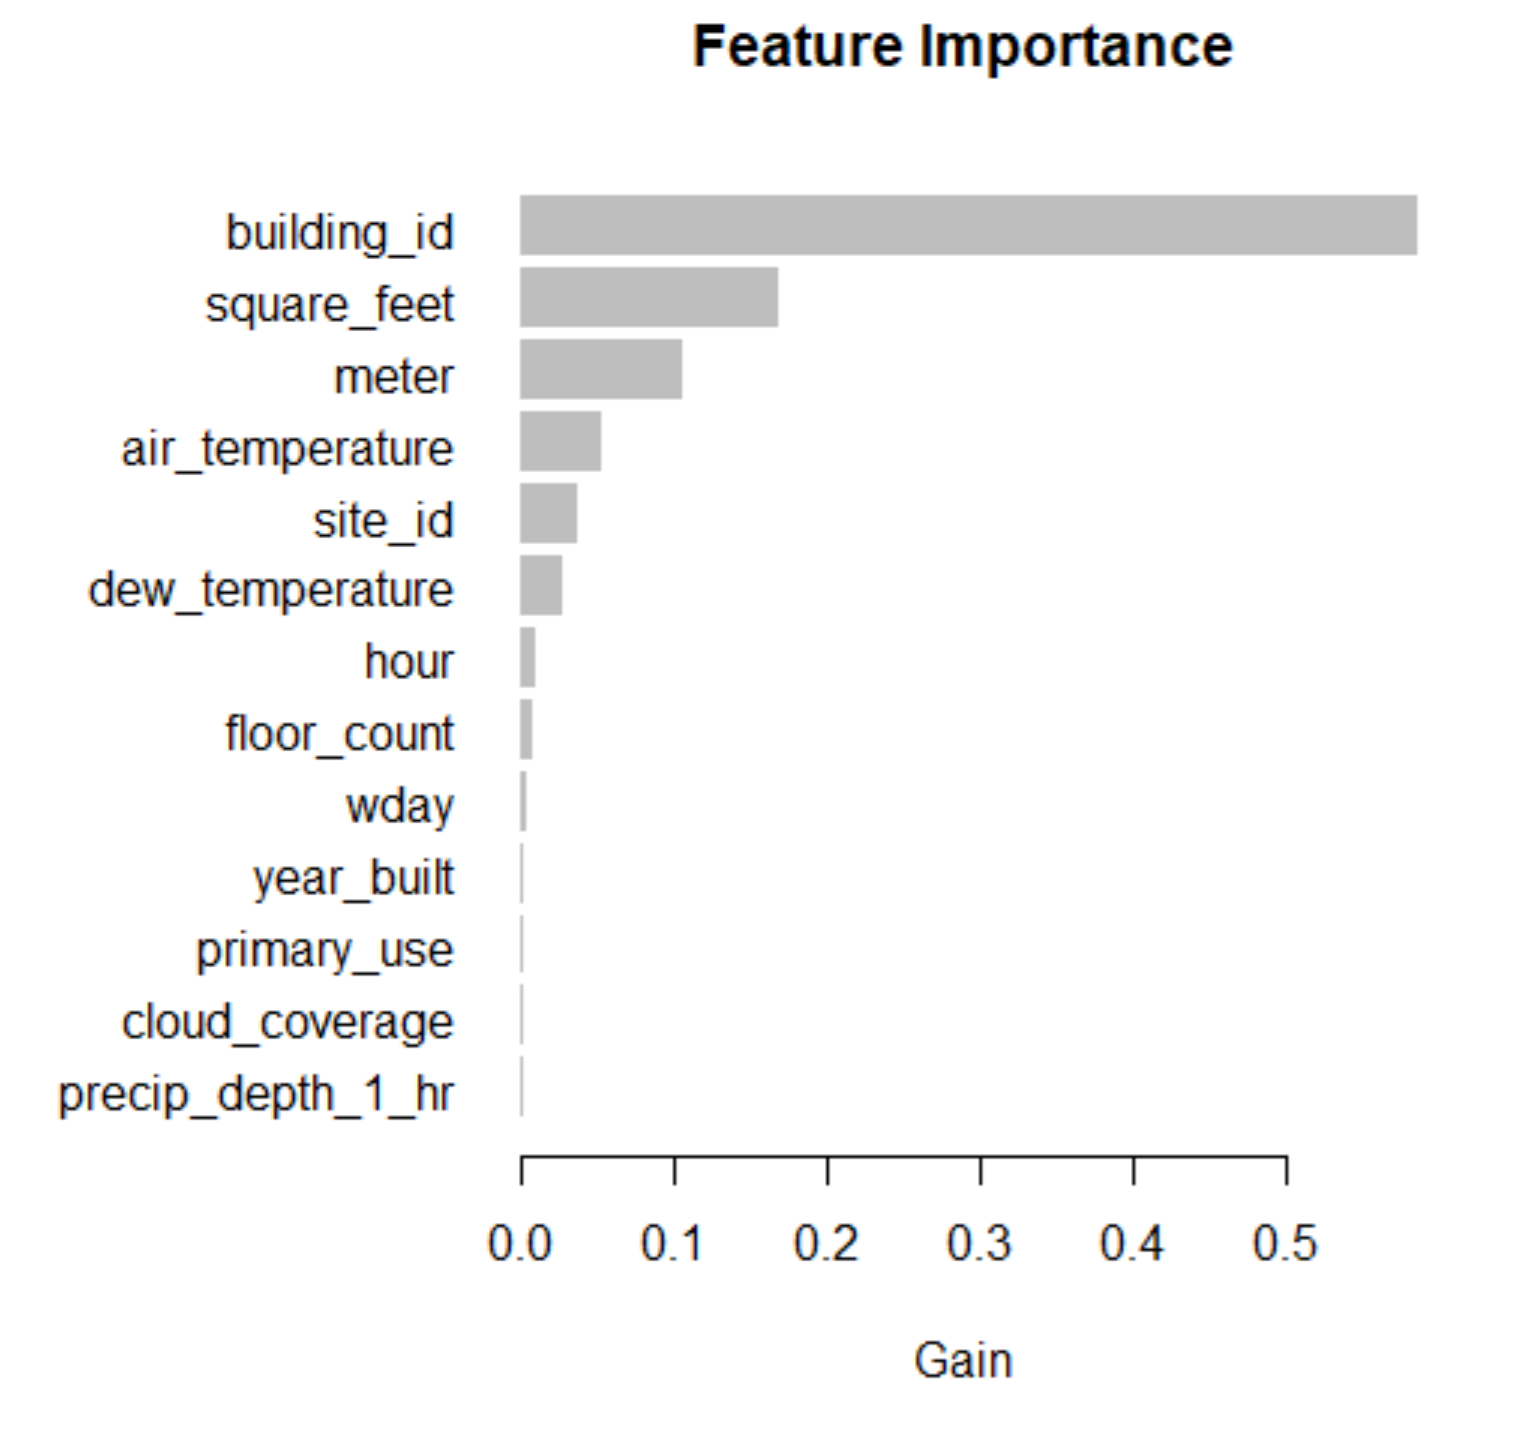 Feature Importance
building_id
square_feet
meter
air_temperature
site_id
dew_temperature
hour
floor_count
wday
year_built
primary_use
cloud_coverage
precip_depth_1_hr
0.0 0.1 0.2 0.3 0.4 0.5
Gain